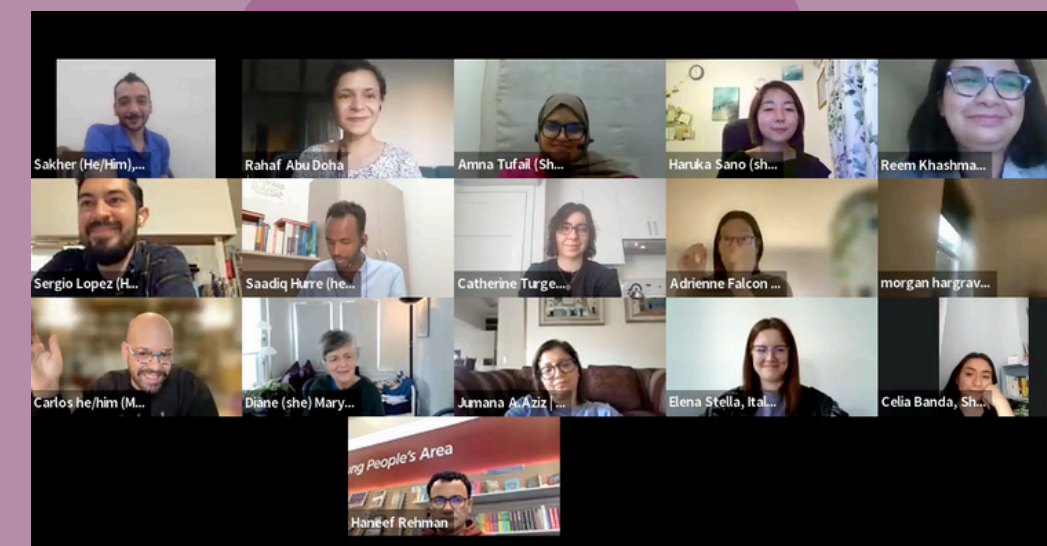 Sakher (He/Him),...
Rahaf Abu Doha
Amna Tufail (Sh...
Haruka Sano (sh...
Reem Khashma...
Sergio Lopez (H...
Saadiq Hurre (he...
Catherine Turge...
Adrienne Falcon ...
morgan hargrav...
Carlos he/him (M...
Diane (she) Mary...
Jumana A.Aziz | ...
Elena Stella, Ital...
Celia Banda, Sh...
ng People's Area
Haneef Rehman